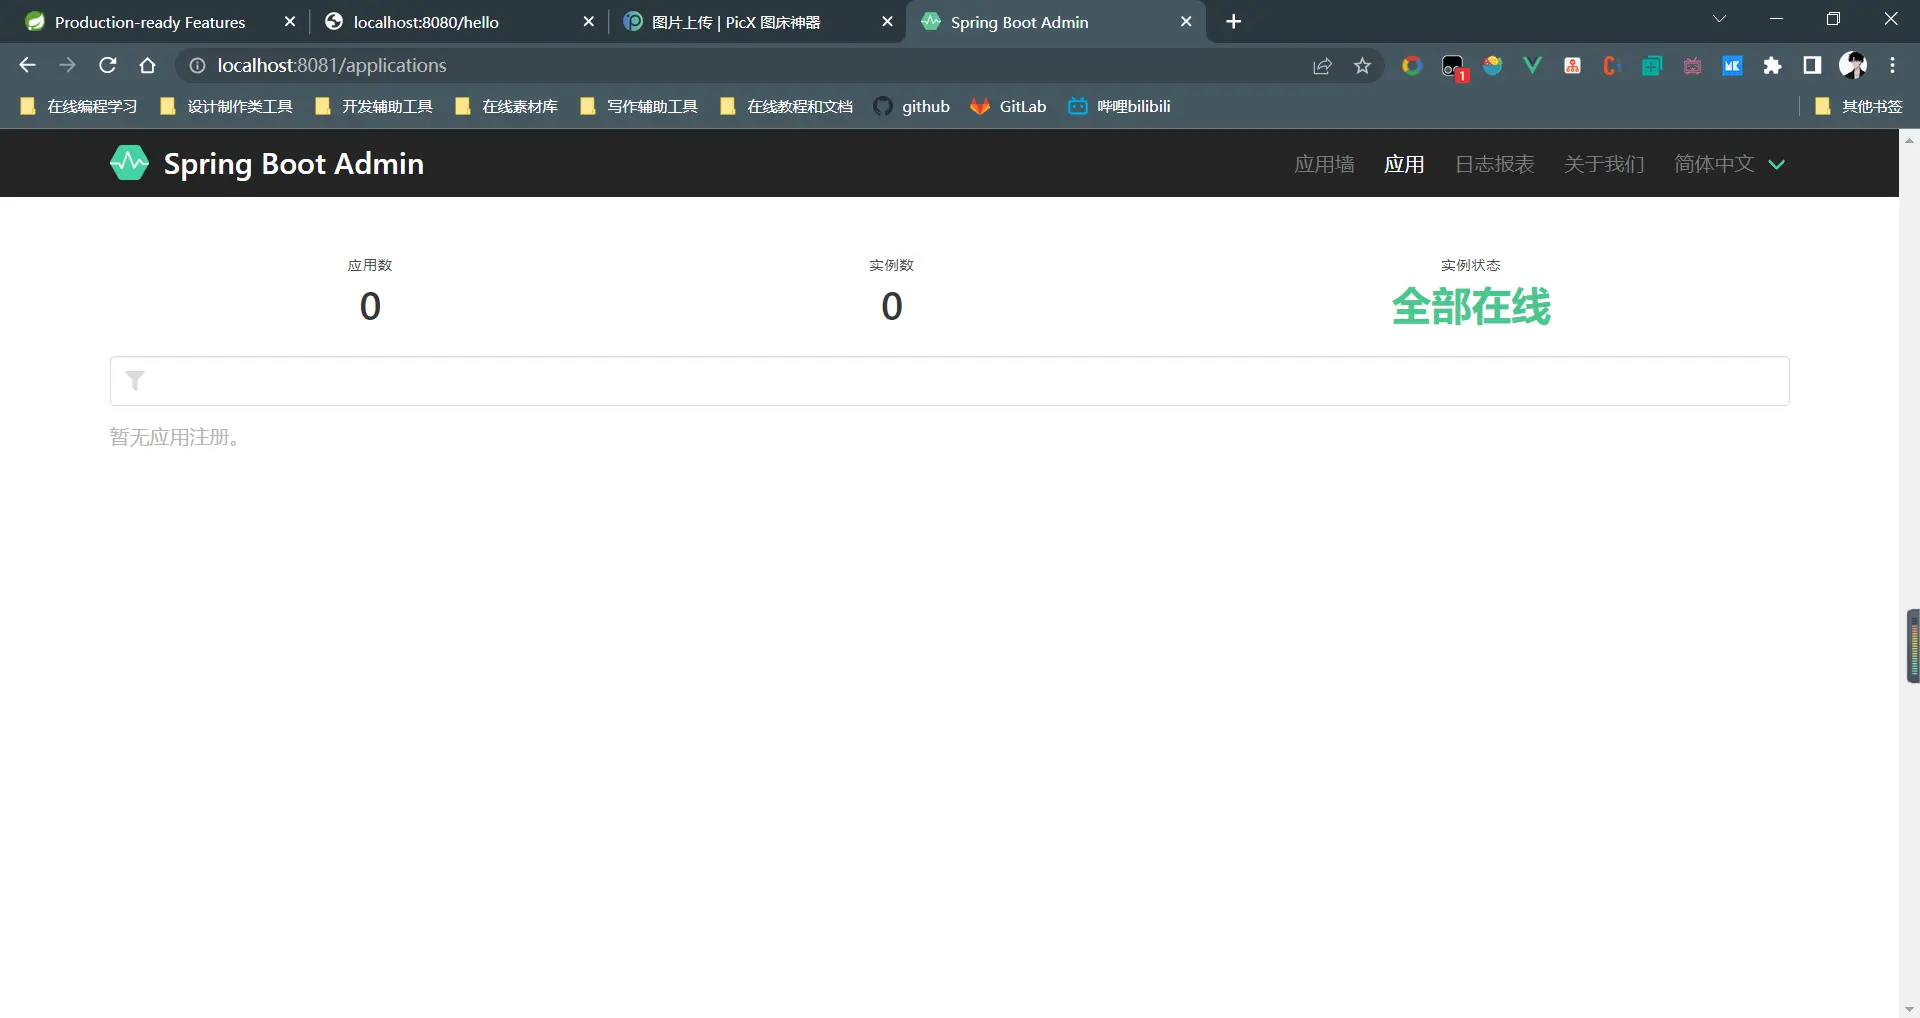 Production-ready Features
localhost:8080/hello
图片上传 | PicX 图床神器
Spring Boot Admin
localhost:8081/applications
1
在线编程学习
设计制作类工具
开发辅助工具
在线素材库
写作辅助工具
在线教程和文档
github
GitLab
哔哩bilibili
其他书签
Spring Boot Admin
应用墙
应用
日志报表
关于我们
简体中文
应用数
0
实例数
0
实例状态
全部在线
暂无应用注册。